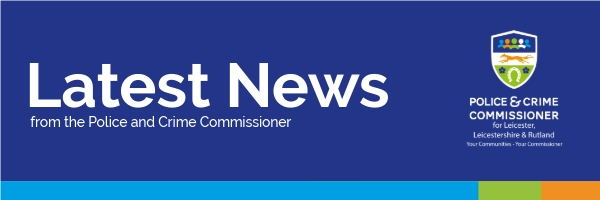 Latest News
from the Police and Crime Commissioner
POLICE & CRIME
COMMISSIONER
for Leicester,
Leicestershire & Rutland
Your Communities - Your Commissioner